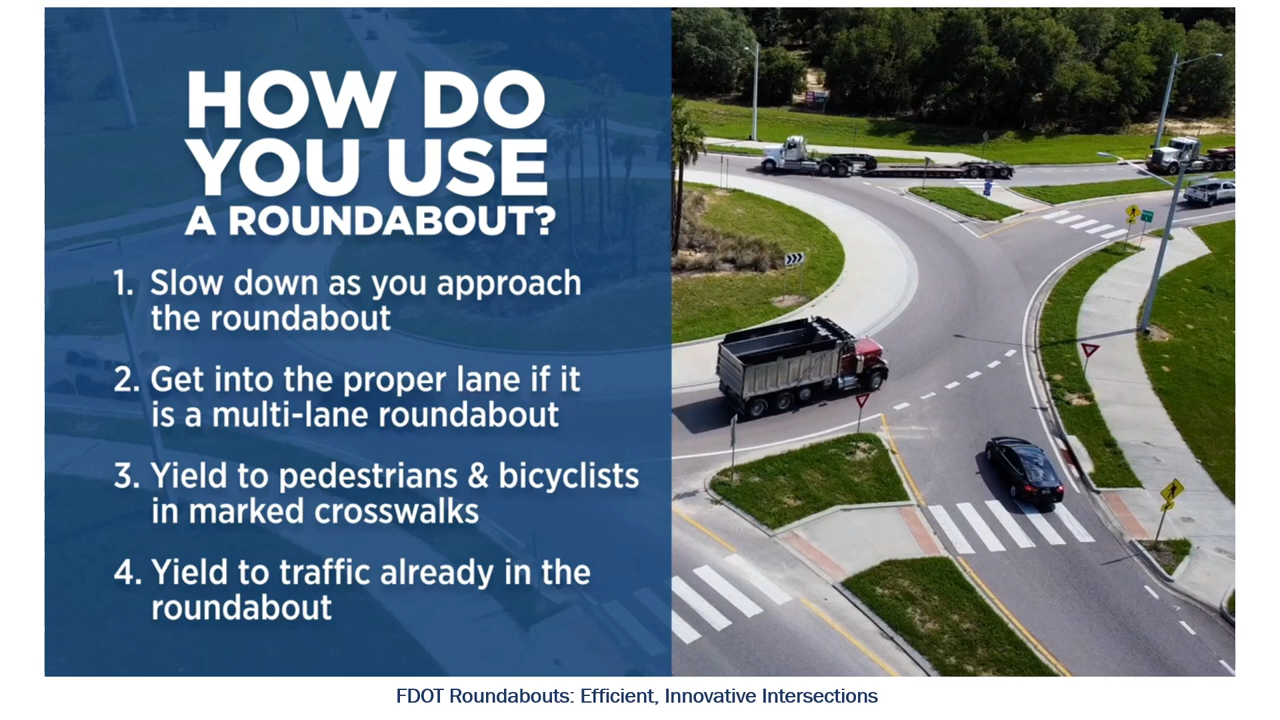 HOW DO
YOU USE
A ROUNDABOUT?
1. Slow down as you approach
the roundabout
2. Get into the proper lane if it
is a multi-lane roundabout
3. Yield to pedestrians & bicyclists
in marked crosswalks
4. Yield to traffic already in the
roundabout
FDOT Roundabouts: Efficient, Innovative Intersections